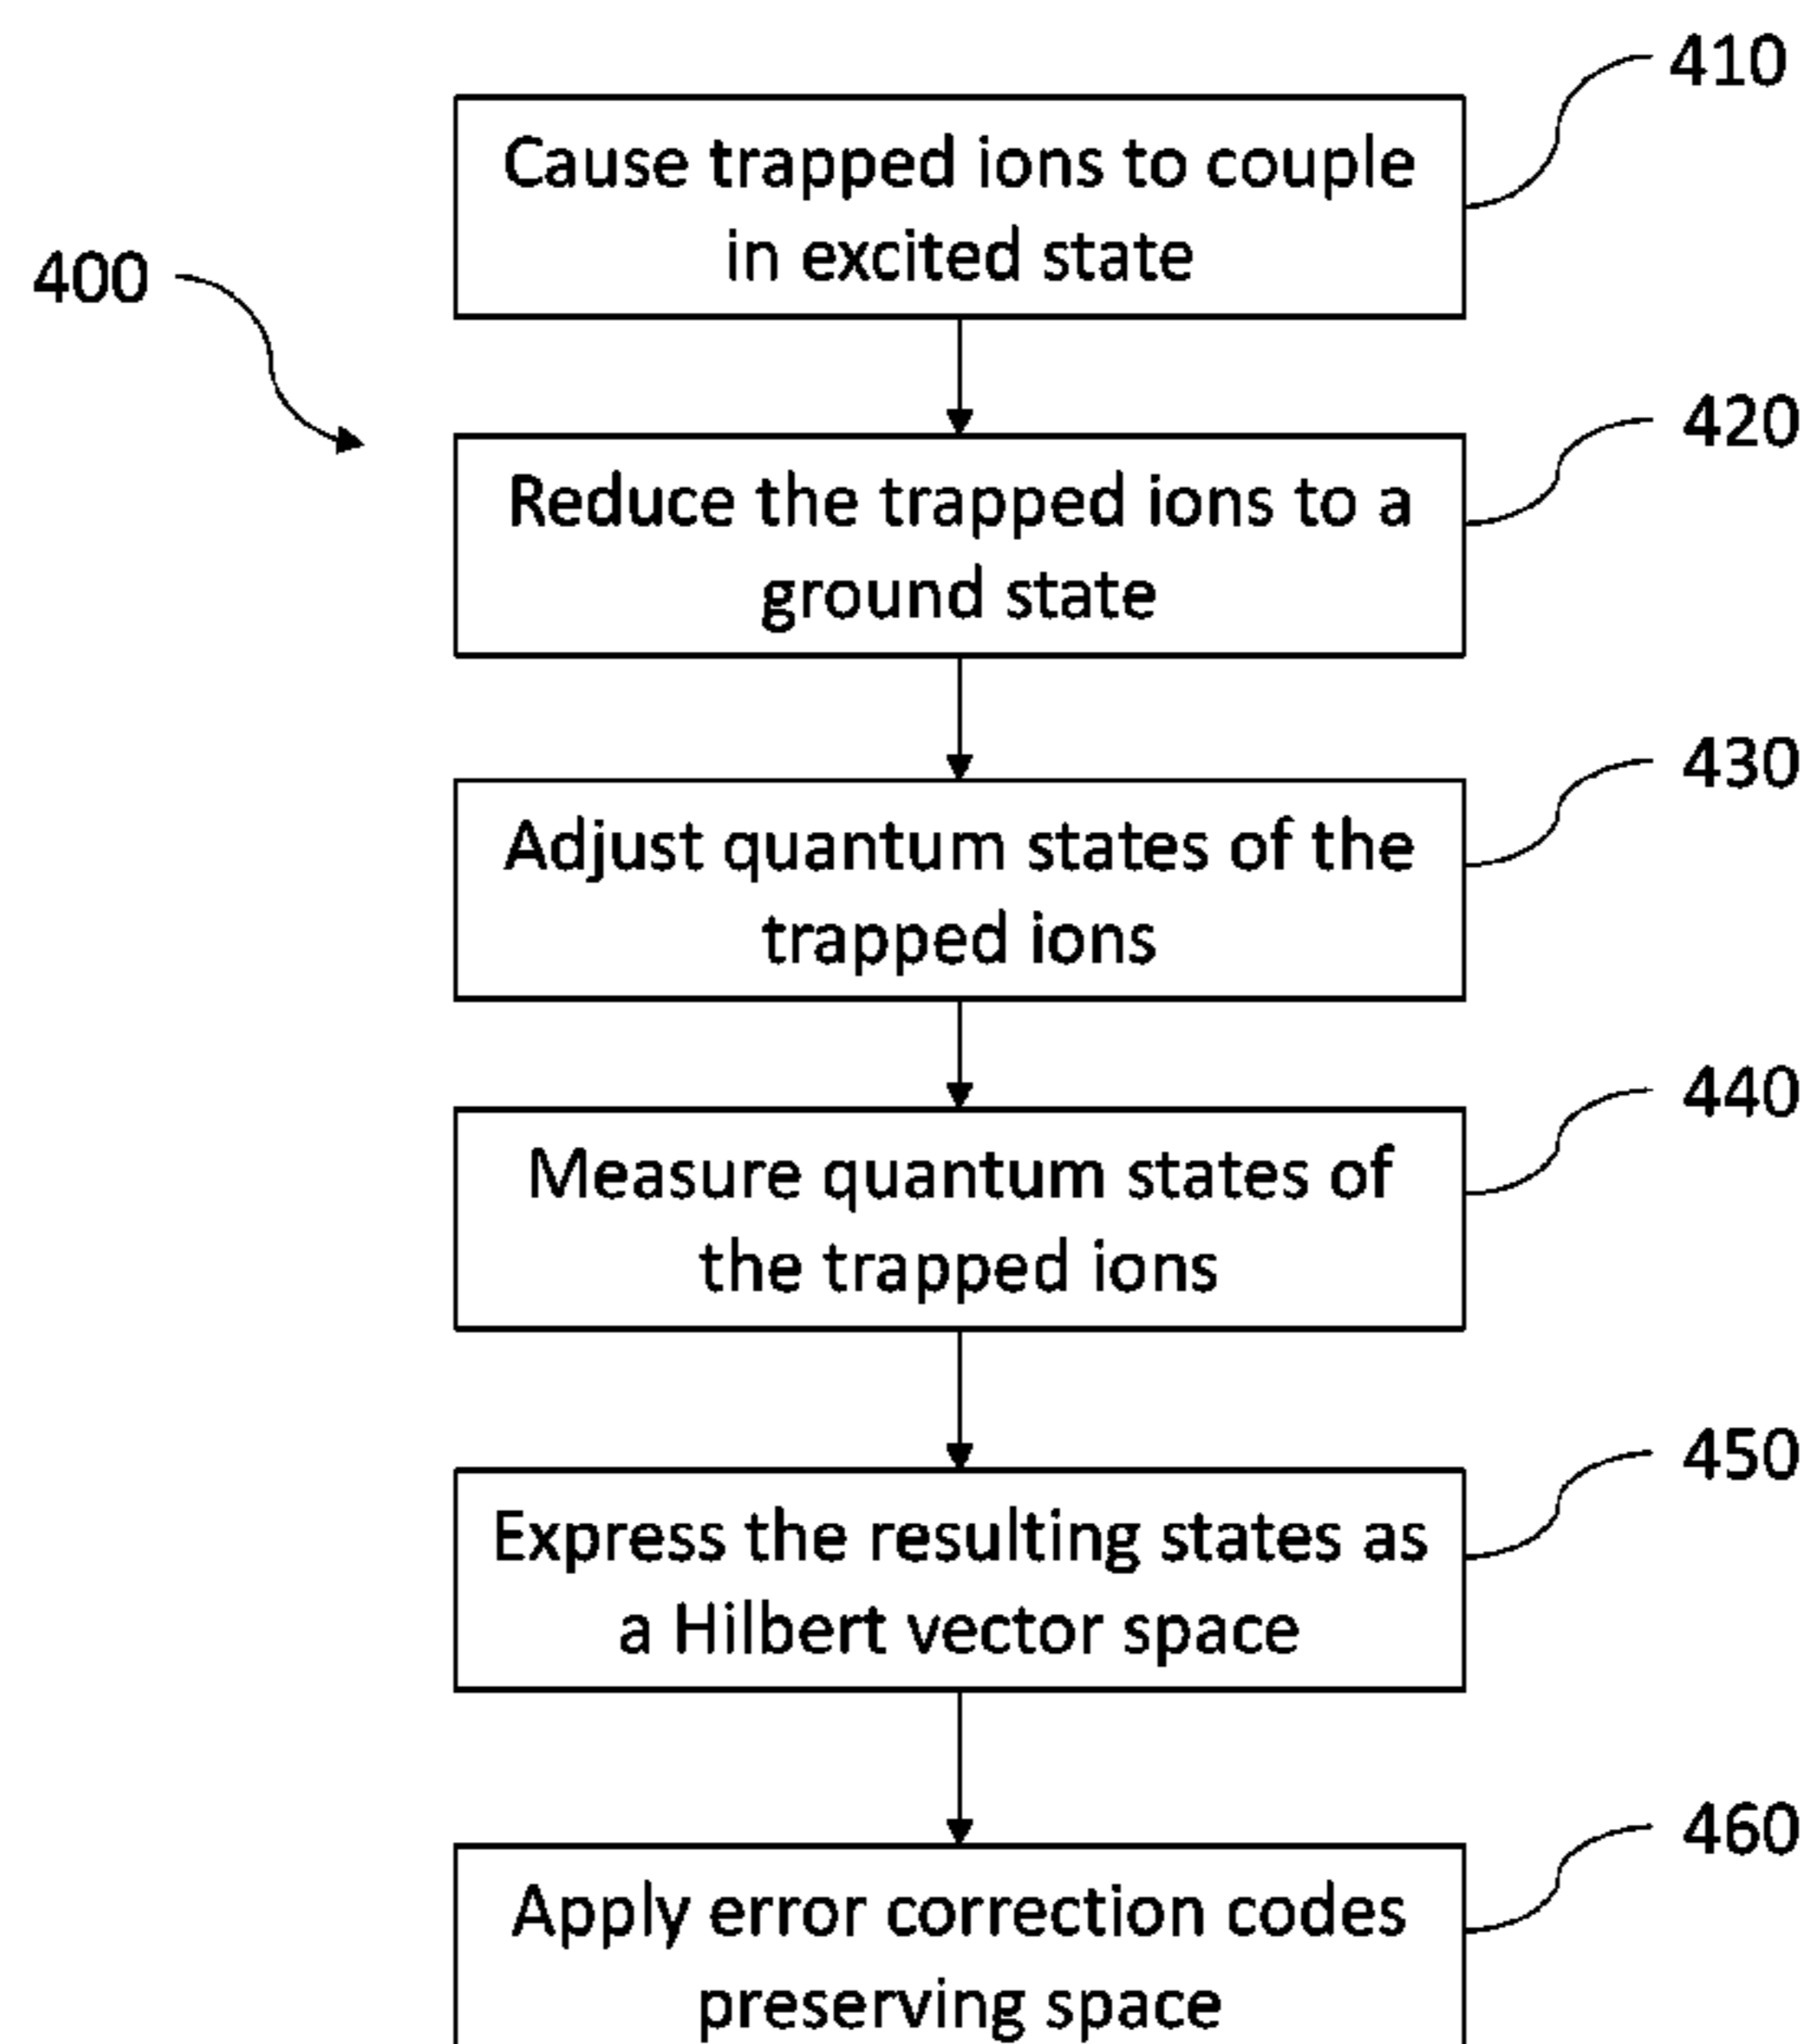 410
Cause trapped ions to couple
in excited state
400
420
Reduce the trapped ions to a
ground state
430
Adjust quantum states of the
trapped ions
440
Measure quantum states of
the trapped ions
450
Express the resulting states as
a Hilbert vector space
460
Apply error correction codes
preserving space